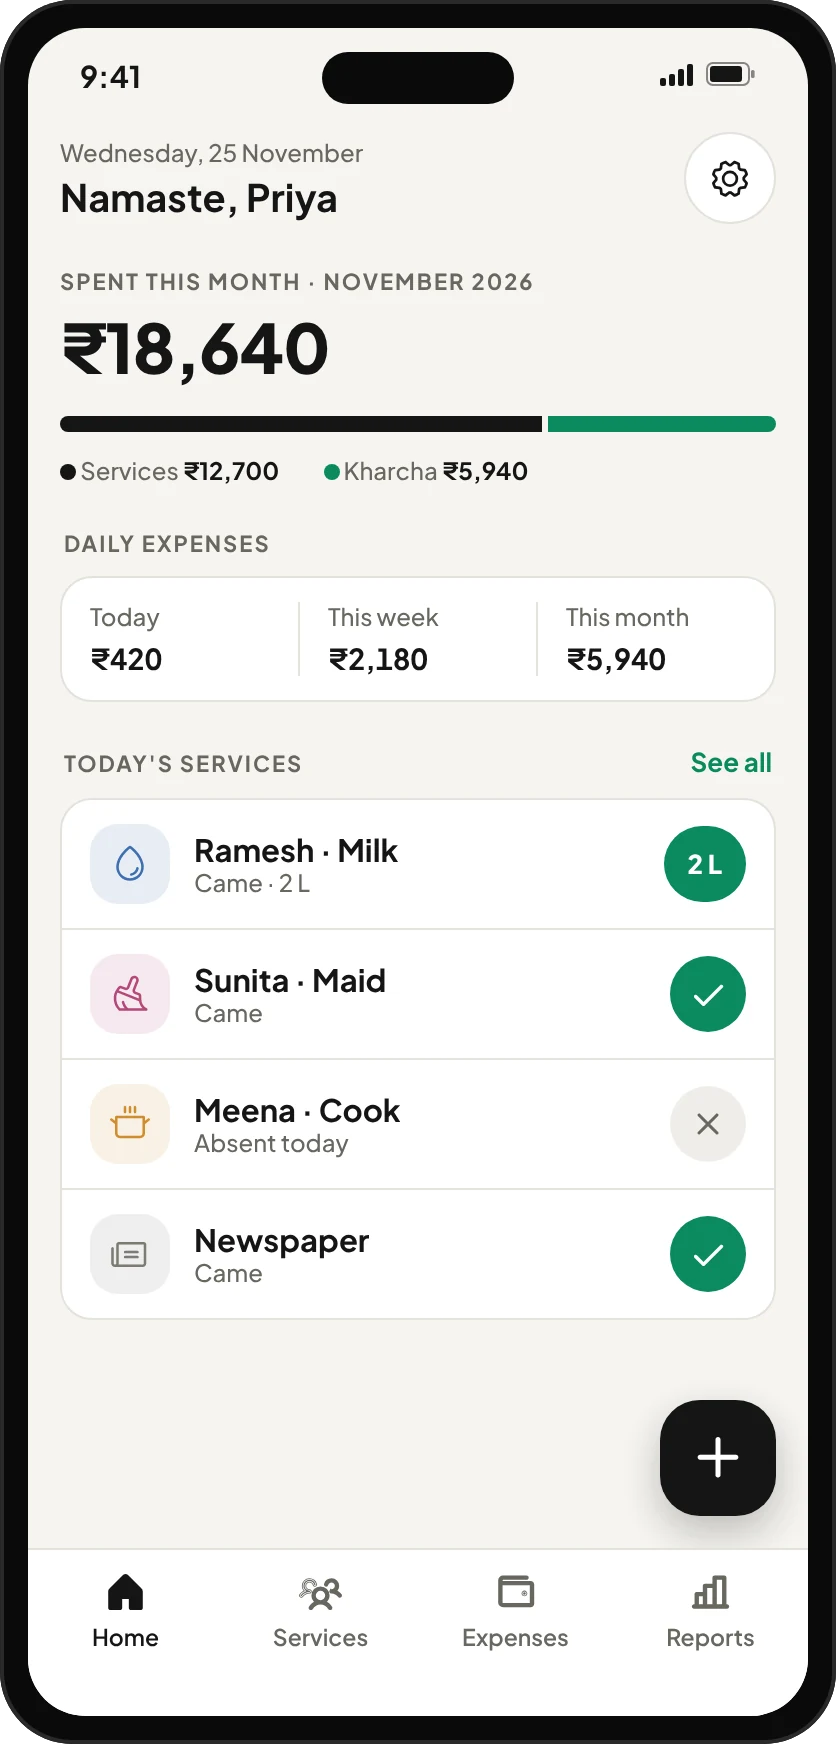 9:41
Wednesday, 25 November
Namaste, Priya
SPENT THIS MONTH · NOVEMBER 2026
₹18,640
Services ₹12,700 Kharcha ₹5,940
DAILY EXPENSES
Today This week This month
₹420 ₹2,180 ₹5,940
TODAY'S SERVICES See all
Ramesh · Milk
Came · 2 L
2 L
Sunita · Maid
Came
Meena · Cook
Absent today
Newspaper
Came
Home Services Expenses Reports